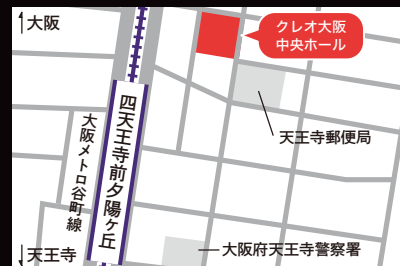 大阪
クレオ大阪
中央ホール
天王寺郵便局
四天王寺前夕陽ヶ丘
大阪メトロ谷町線
大阪府天王寺警察署
天王寺